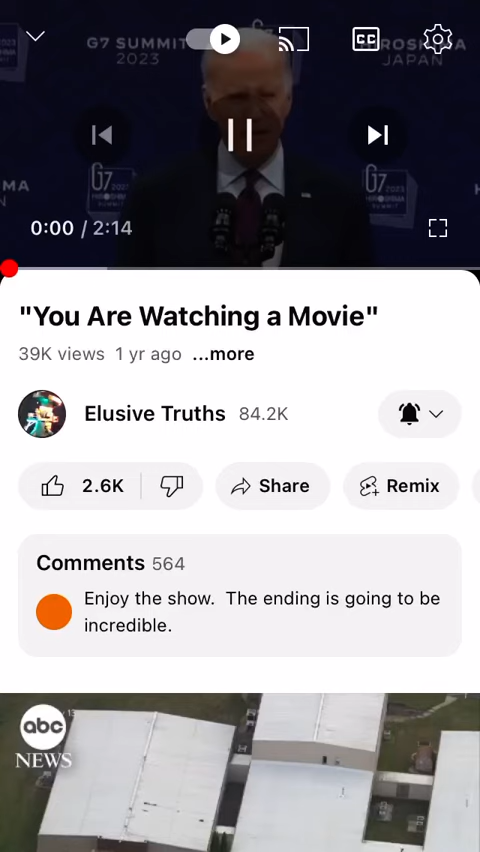 G7 SUMMIT
2023
JAPAN
CC
MA
0:00 / 2:14
"You Are Watching a Movie"
39K views 1 yr ago ...more
Elusive Truths 84.2K
2.6K
Share
Remix
Comments 564
Enjoy the show. The ending is going to be
incredible.
abc
NEWS